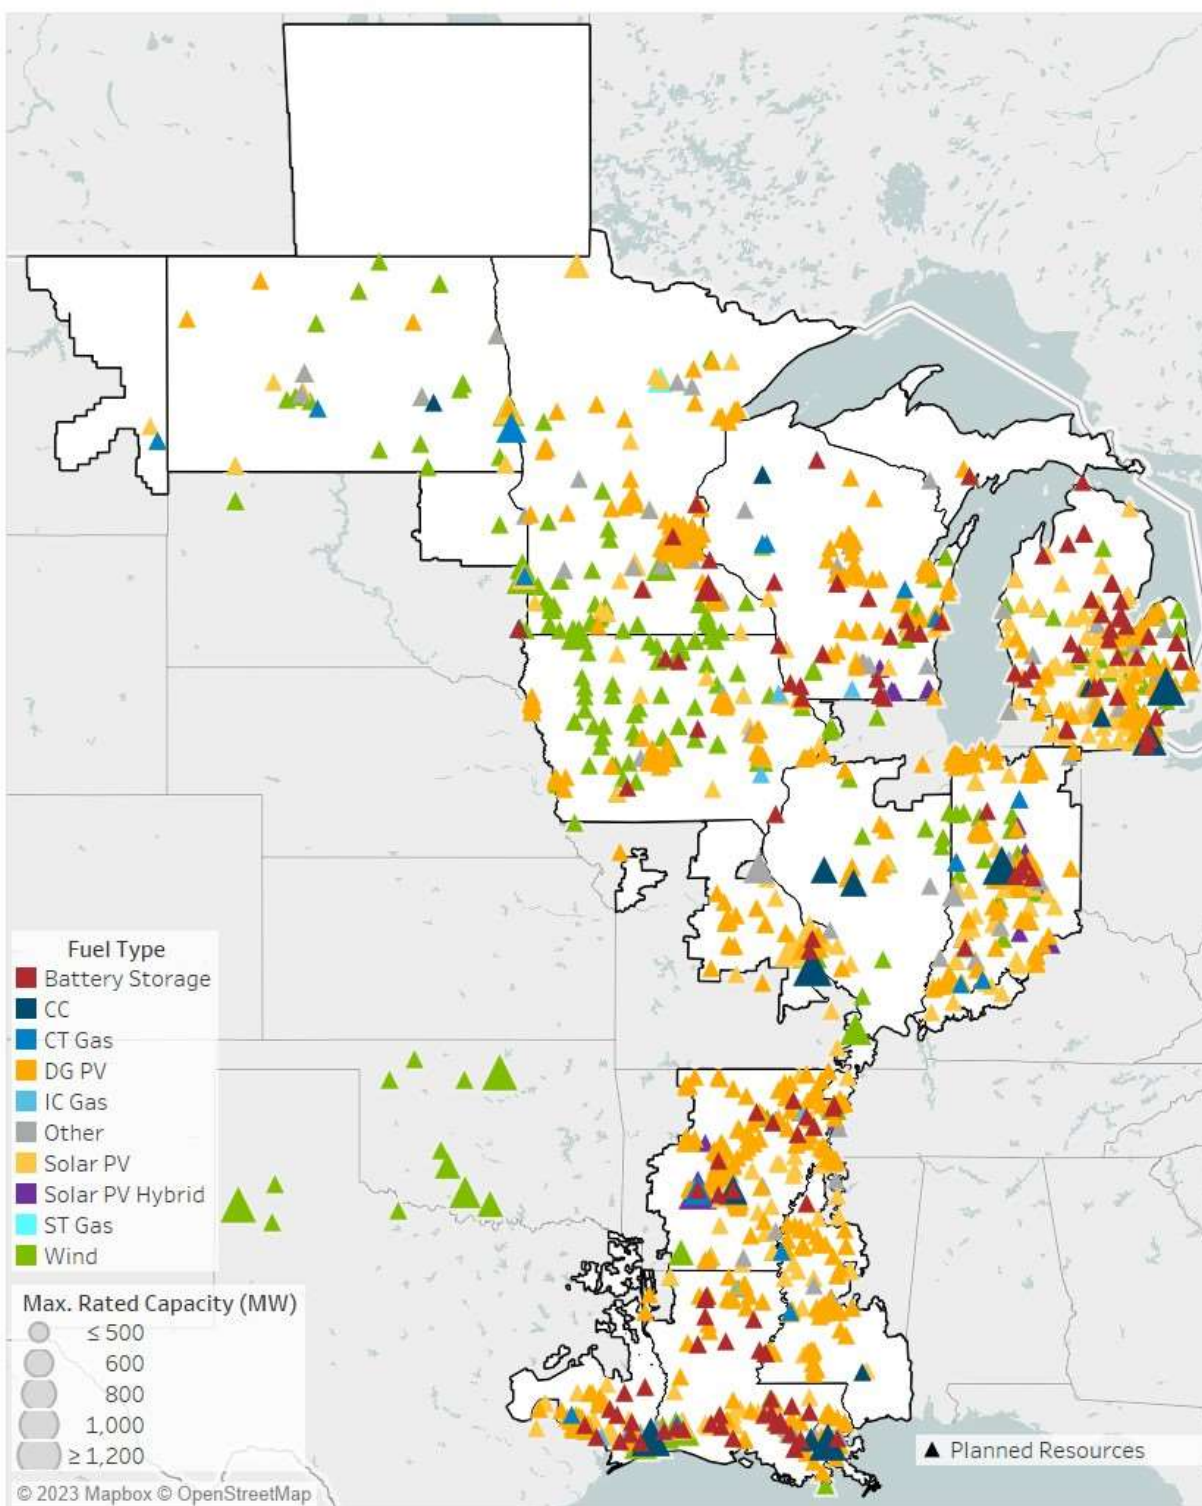 Fuel Type
Battery Storage
CC
CT Gas
DG PV
IC Gas
Other
Solar PV
Solar PV Hybrid
ST Gas
Wind
Max. Rated Capacity (MW)
≤ 500
600
800
1,000
≥ 1,200
Planned Resources
© 2023 Mapbox © OpenStreetMap